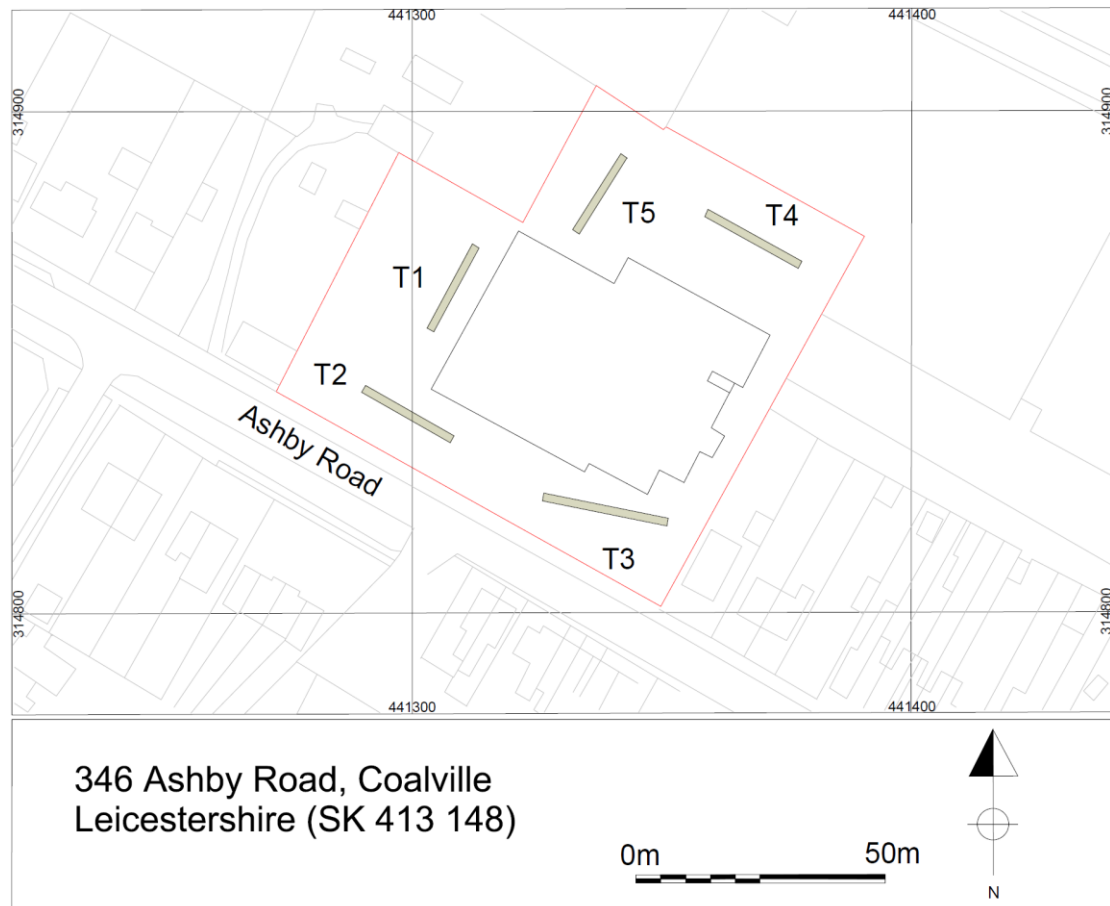 441300
441400
314900
314900
T5
T4
T1
T2
Ashby Road
T3
314800
314800
441300
441400
346 Ashby Road, Coalville
Leicestershire (SK 413 148)
0m
50m
N